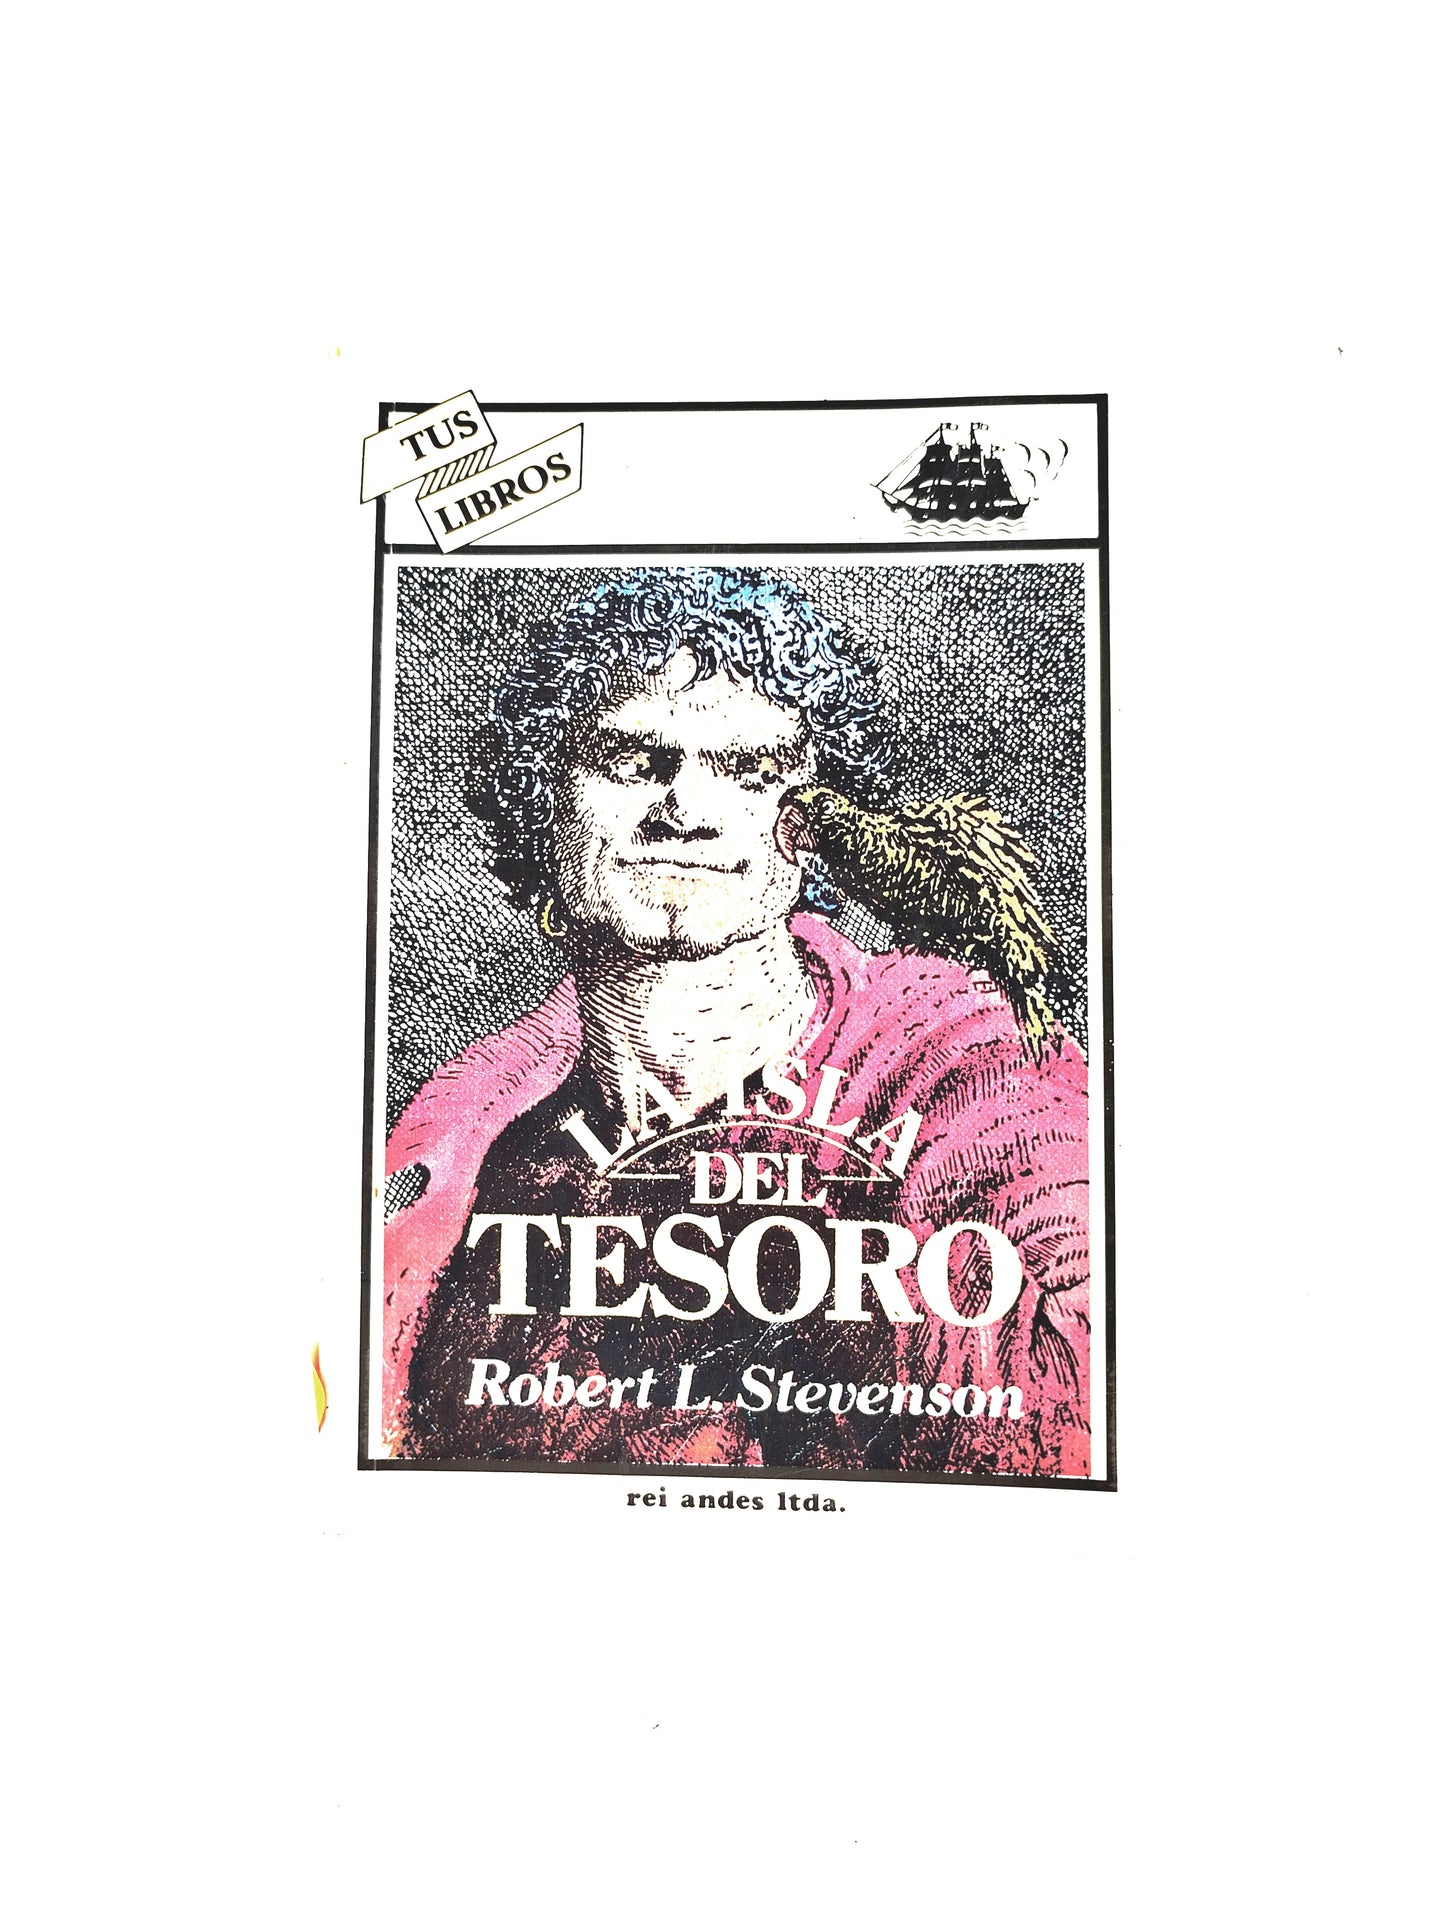 TUS
LIBROS
LA ISLA
DEL
TESORO
Robert L. Stevenson
rei andes ltda.